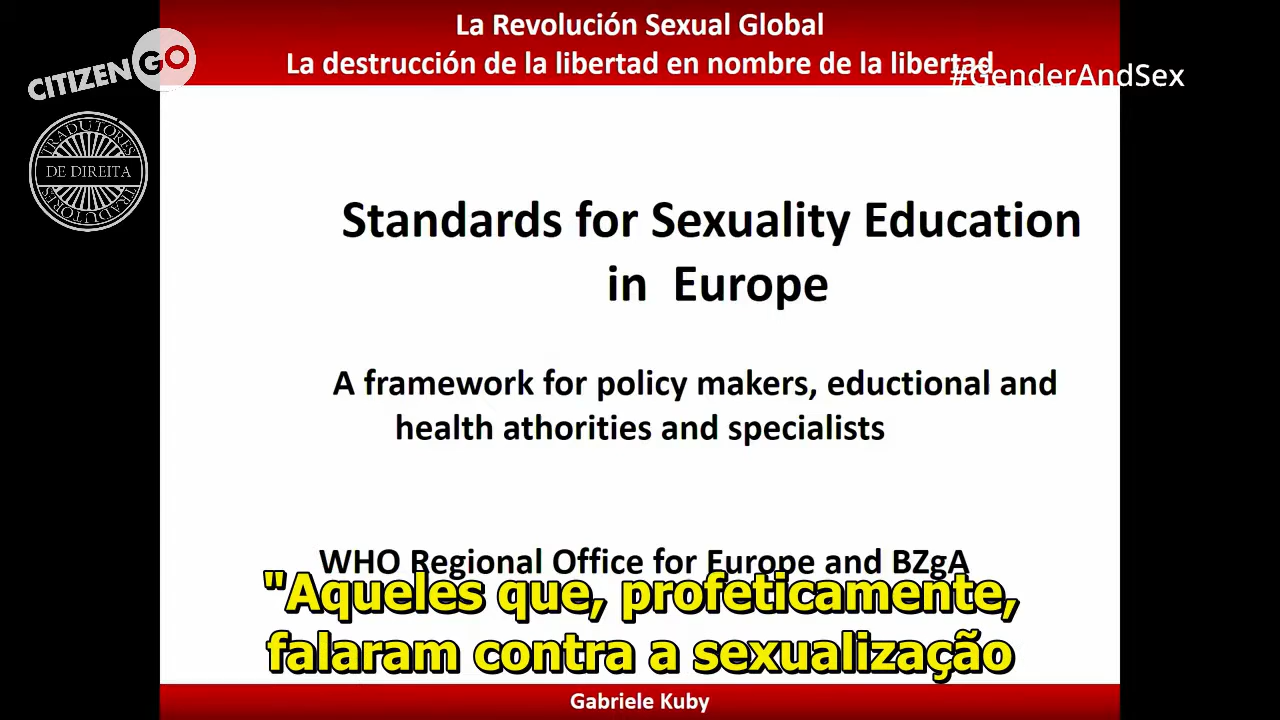 La Revolución Sexual Global
La destrucción de la libertad en nombre de la libertad
#GenderAndSex
CITIZENGO
TRADUTORES
DE DIREITA
TRADUTORES
Standards for Sexuality Education
in Europe
A framework for policy makers, eductional and
health athorities and specialists
WHO Regional Office for Europe and BZgA
"Aqueles que, profeticamente,
falaram contra a sexualização
Gabriele Kuby